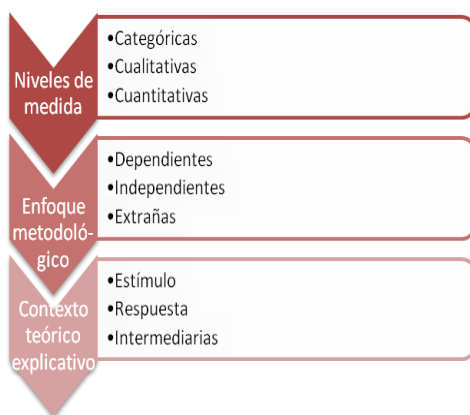 Niveles de
medida
•Categóricas
•Cualitativas
•Cuantitativas
Enfoque
metodoló-
gico
•Dependientes
•Independientes
•Extrañas
Contexto
teórico
explicativo
•Estímulo
•Respuesta
•Intermediarias